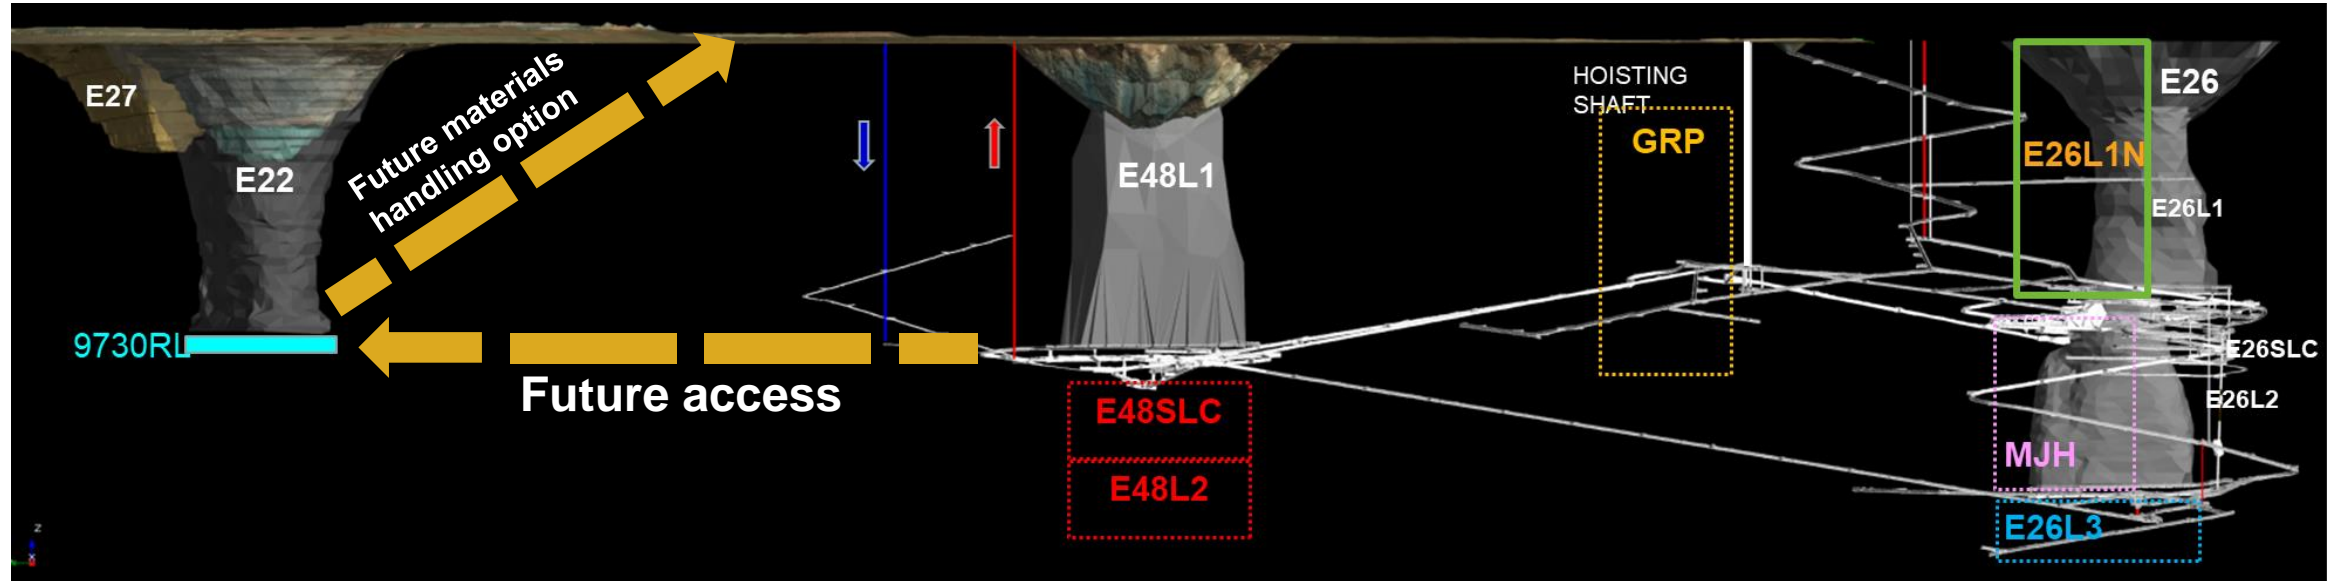 E27
E22
Future materials
handling option
9730RL
Future access
E48L1
E48SLC
E48L2
HOISTING
SHAFT
GRP
E26
E26L1N
E26L1
E26SLC
E26L2
MJH
E26L3
z